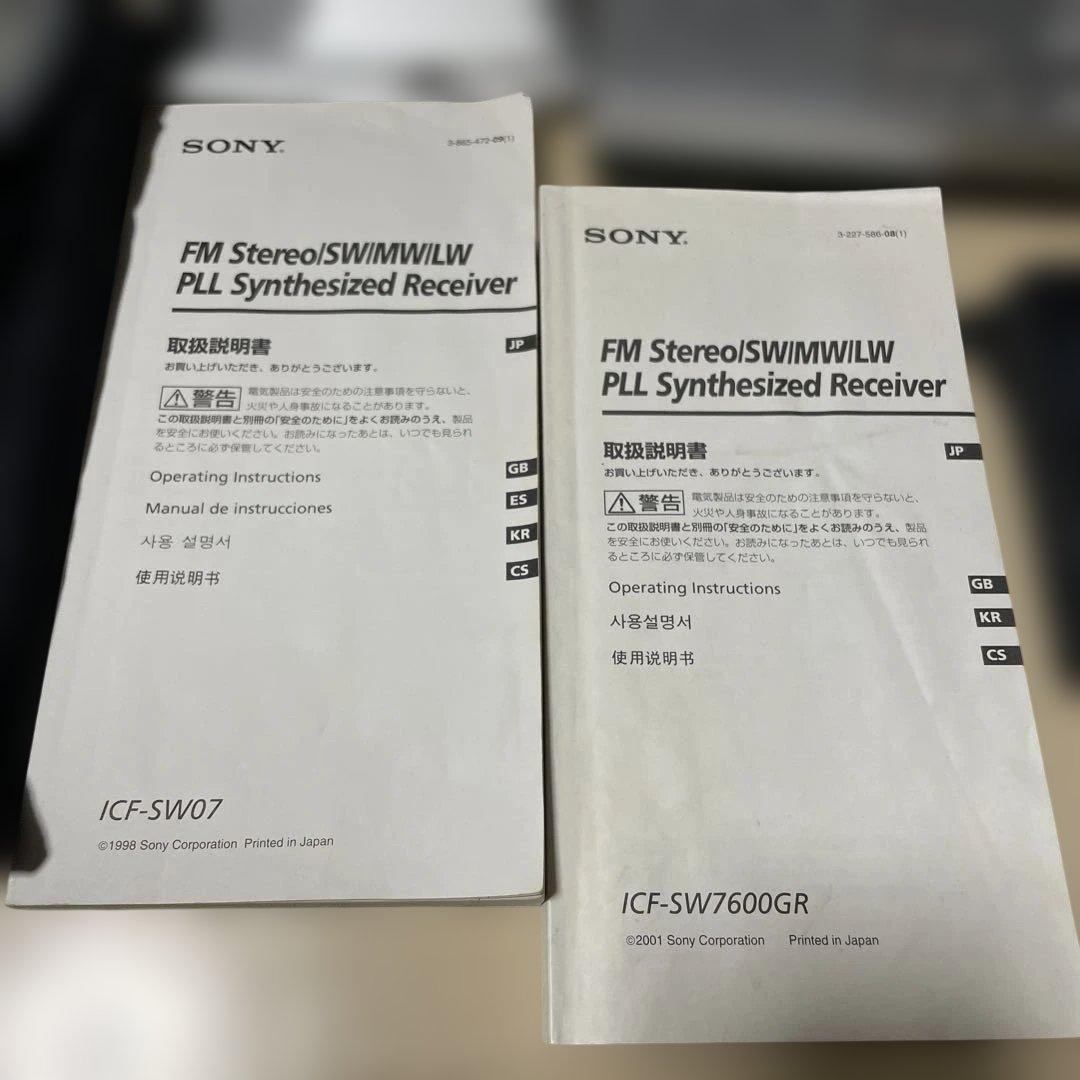 SONY®
3-865-472-09(1)
FM Stereo/SW/MW/LW
PLL Synthesized Receiver
取扱説明書
JP
お買い上げいただき、ありがとうございます。
警告
電気製品は安全のための注意事項を守らないと、
火災や人身事故になることがあります。
この取扱説明書と別冊の「安全のために」をよくお読みのうえ、製品
を安全にお使いください。お読みになったあとは、いつでも見られ
るところに必ず保管してください。
Operating Instructions
GB
Manual de instrucciones
ES
사용 설명서
KR
使用说明书
CS
ICF-SW07
©1998 Sony Corporation Printed in Japan
SONY®
3-227-586-08(1)
FM Stereo/SW/MW/LW
PLL Synthesized Receiver
取扱説明書
JP
お買い上げいただき、ありがとうございます。
警告
電気製品は安全のための注意事項を守らないと、
火災や人身事故になることがあります。
この取扱説明書と別冊の「安全のために」をよくお読みのうえ、製品
を安全にお使いください。お読みになったあとは、いつでも見られ
るところに必ず保管してください。
Operating Instructions
GB
사용설명서
KR
使用说明书
CS
ICF-SW7600GR
©2001 Sony Corporation Printed in Japan